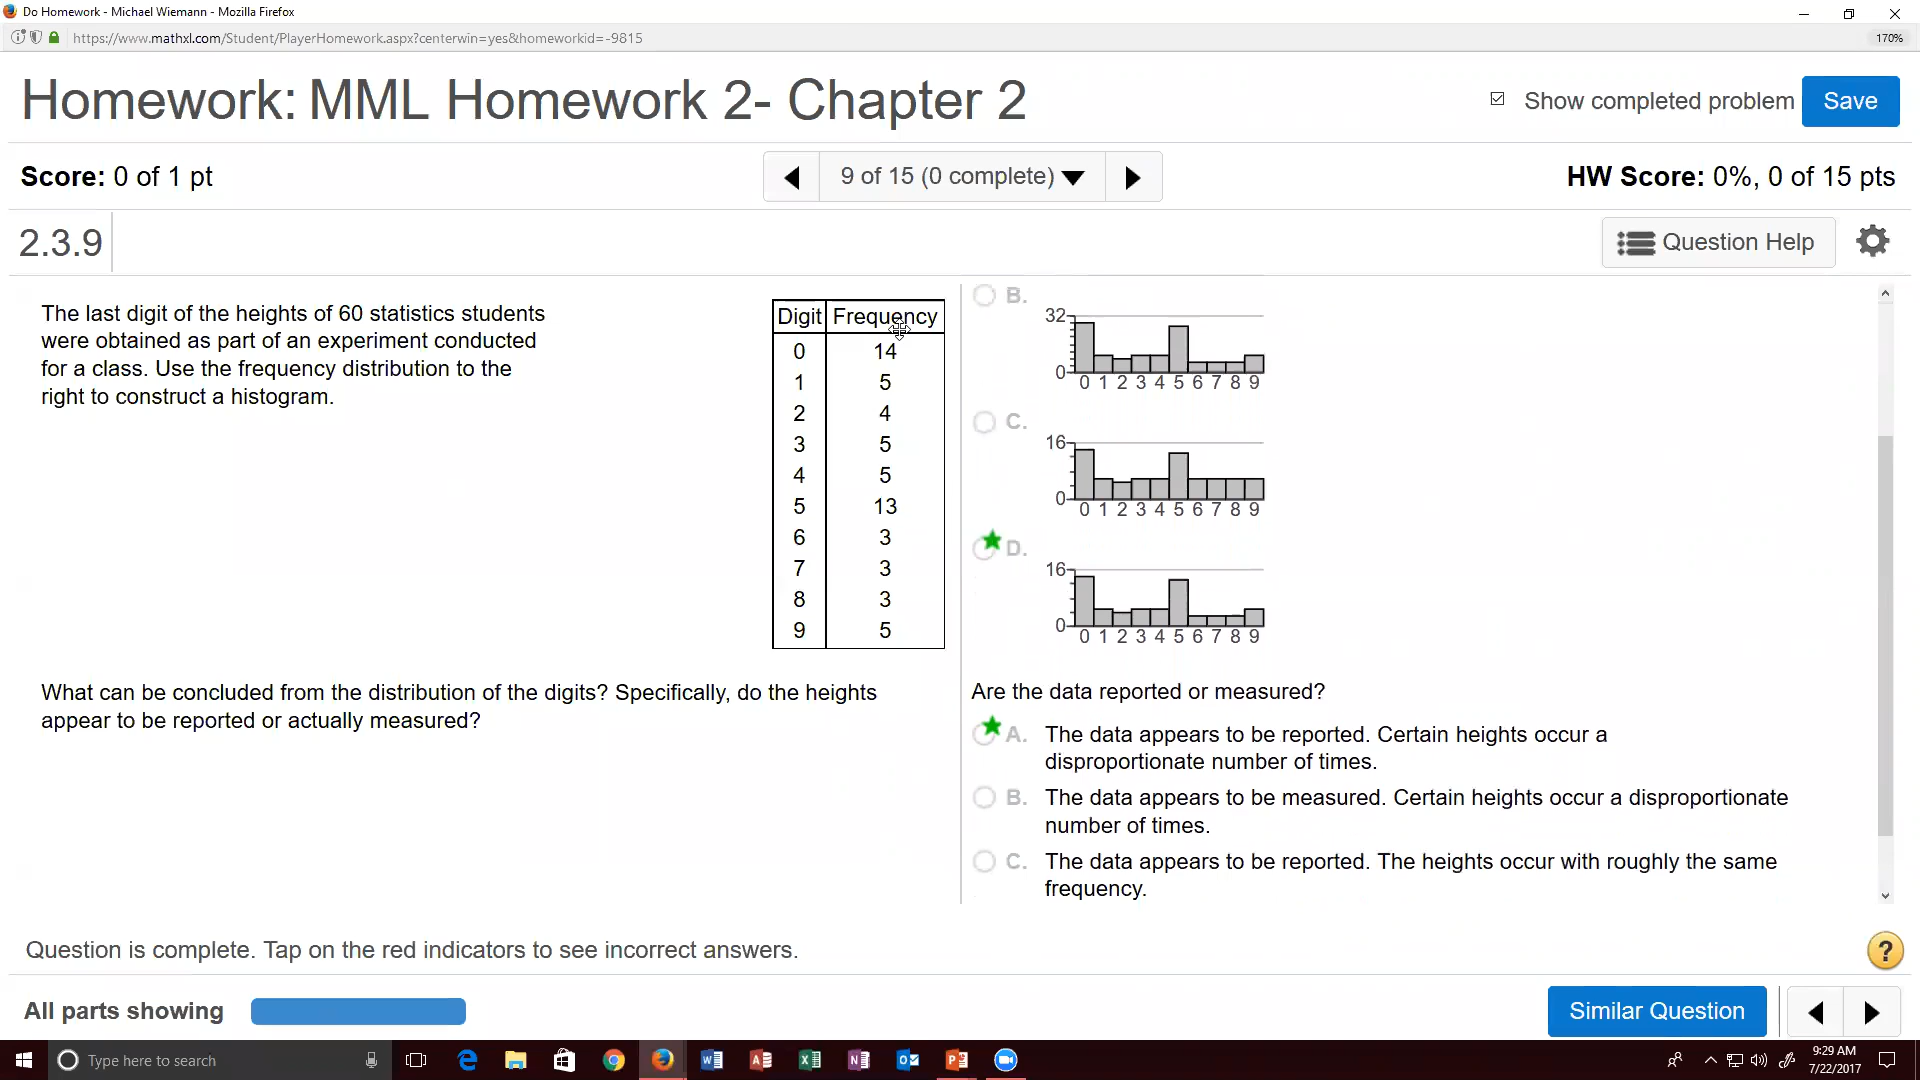 Do Homework - Michael Wiemann - Mozilla Firefox
https://www.mathxl.com/Student/PlayerHomework.aspx?centerwin=yes&homeworkid=-9815
170%
Homework: MML Homework 2- Chapter 2
Show completed problem
Save
Score: 0 of 1 pt
9 of 15 (0 complete)
HW Score: 0%, 0 of 15 pts
2.3.9
Question Help
The last digit of the heights of 60 statistics students
were obtained as part of an experiment conducted
for a class. Use the frequency distribution to the
right to construct a histogram.
Digit Frequency
0 14
1 5
2 4
3 5
4 5
5 13
6 3
7 3
8 3
9 5
What can be concluded from the distribution of the digits? Specifically, do the heights
appear to be reported or actually measured?
B.
32
0
0 1 2 3 4 5 6 7 8 9
C.
16
0
0 1 2 3 4 5 6 7 8 9
D.
16
0
0 1 2 3 4 5 6 7 8 9
Are the data reported or measured?
A. The data appears to be reported. Certain heights occur a
disproportionate number of times.
B. The data appears to be measured. Certain heights occur a disproportionate
number of times.
C. The data appears to be reported. The heights occur with roughly the same
frequency.
Question is complete. Tap on the red indicators to see incorrect answers.
?
All parts showing
Similar Question
Type here to search
9:29 AM
7/22/2017